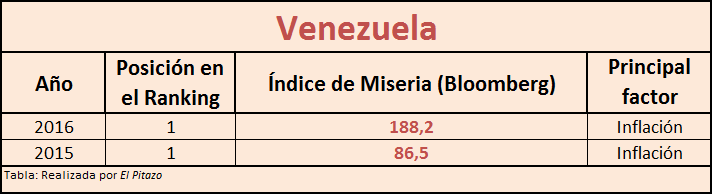 Venezuela
Año Posición en el Ranking Índice de Miseria (Bloomberg) Principal factor
2016 1 188,2 Inflación
2015 1 86,5 Inflación
Tabla: Realizada por El Pitazo